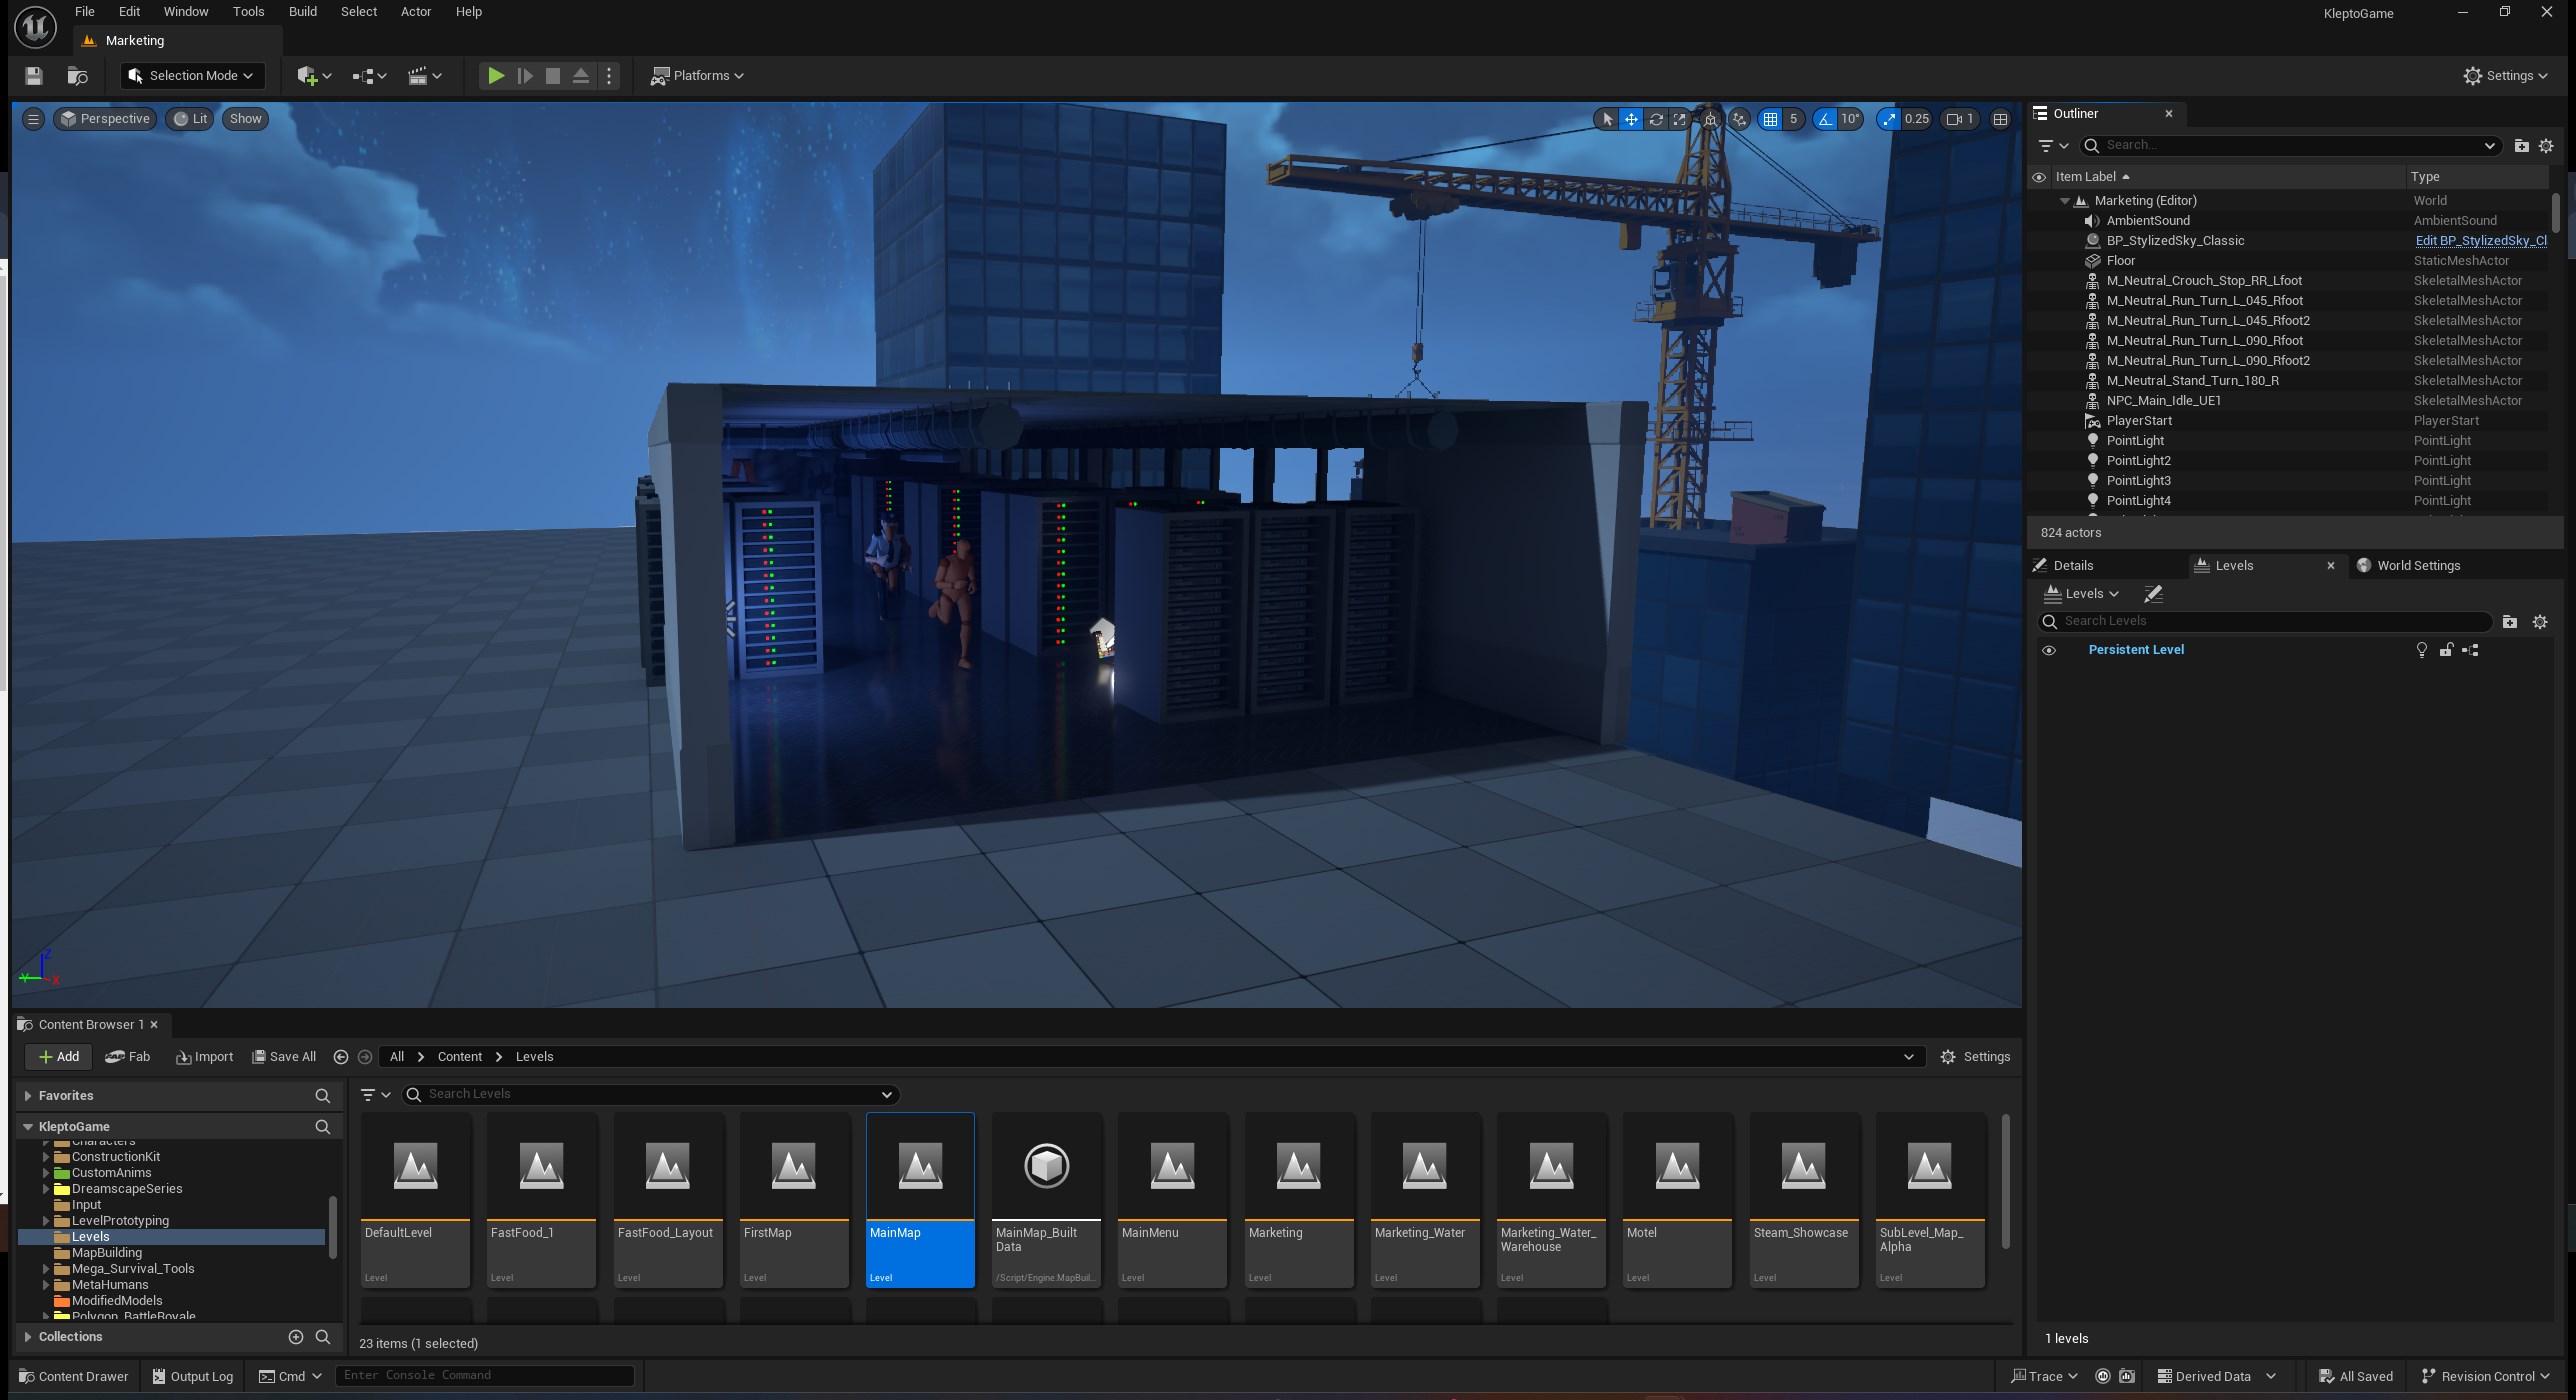 File Edit Window Tools Build Select Actor Help
KleptoGame
Marketing
Selection Mode
Platforms
Settings
Perspective Lit Show
5 10° 0.25 1
Outliner
Search...
Item Label Type
Marketing (Editor) World
AmbientSound AmbientSound
BP_StylizedSky_Classic Edit BP_StylizedSky_Cl
Floor StaticMeshActor
M_Neutral_Crouch_Stop_RR_Lfoot SkeletalMeshActor
M_Neutral_Run_Turn_L_045_Rfoot SkeletalMeshActor
M_Neutral_Run_Turn_L_045_Rfoot2 SkeletalMeshActor
M_Neutral_Run_Turn_L_090_Rfoot SkeletalMeshActor
M_Neutral_Run_Turn_L_090_Rfoot2 SkeletalMeshActor
M_Neutral_Stand_Turn_180_R SkeletalMeshActor
NPC_Main_Idle_UE1 SkeletalMeshActor
PlayerStart PlayerStart
PointLight PointLight
PointLight2 PointLight
PointLight3 PointLight
PointLight4 PointLight
824 actors
Details Levels World Settings
Levels
Search Levels
Persistent Level
1 levels
Z
Y X
Content Browser 1
Add Fab Import Save All All Content Levels Settings
Favorites
KleptoGame
Characters
ConstructionKit
CustomAnims
DreamscapeSeries
Input
LevelPrototyping
Levels
MapBuilding
Mega_Survival_Tools
MetaHumans
ModifiedModels
Polygon_BattleRoyale
Collections
Search Levels
DefaultLevel
Level
FastFood_1
Level
FastFood_Layout
Level
FirstMap
Level
MainMap
Level
MainMap_Built
Data
/Script/Engine.MapBuil...
MainMenu
Level
Marketing
Level
Marketing_Water
Level
Marketing_Water_
Warehouse
Level
Motel
Level
Steam_Showcase
Level
SubLevel_Map_
Alpha
Level
23 items (1 selected)
Content Drawer Output Log Cmd Enter Console Command
Trace Derived Data All Saved Revision Control